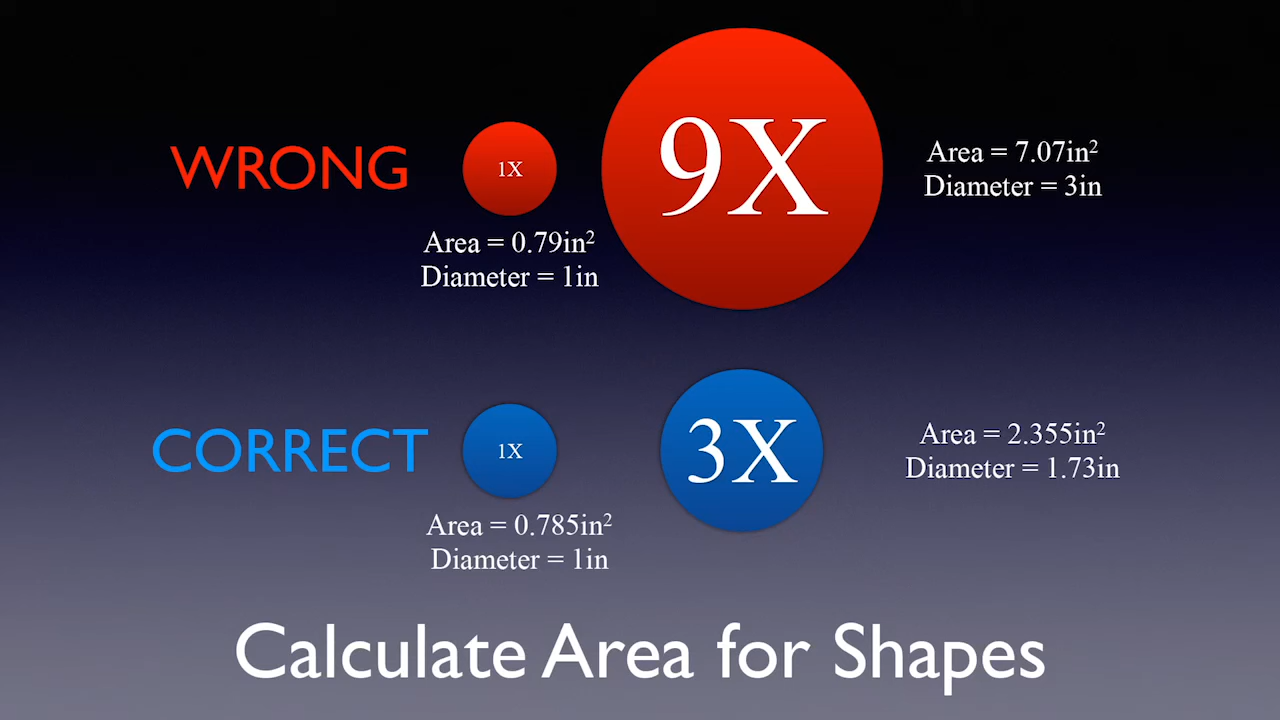 WRONG
1X
9X
Area = 7.07in²
Diameter = 3in
Area = 0.79in²
Diameter = 1in
CORRECT
1X
3X
Area = 2.355in²
Diameter = 1.73in
Area = 0.785in²
Diameter = 1in
Calculate Area for Shapes